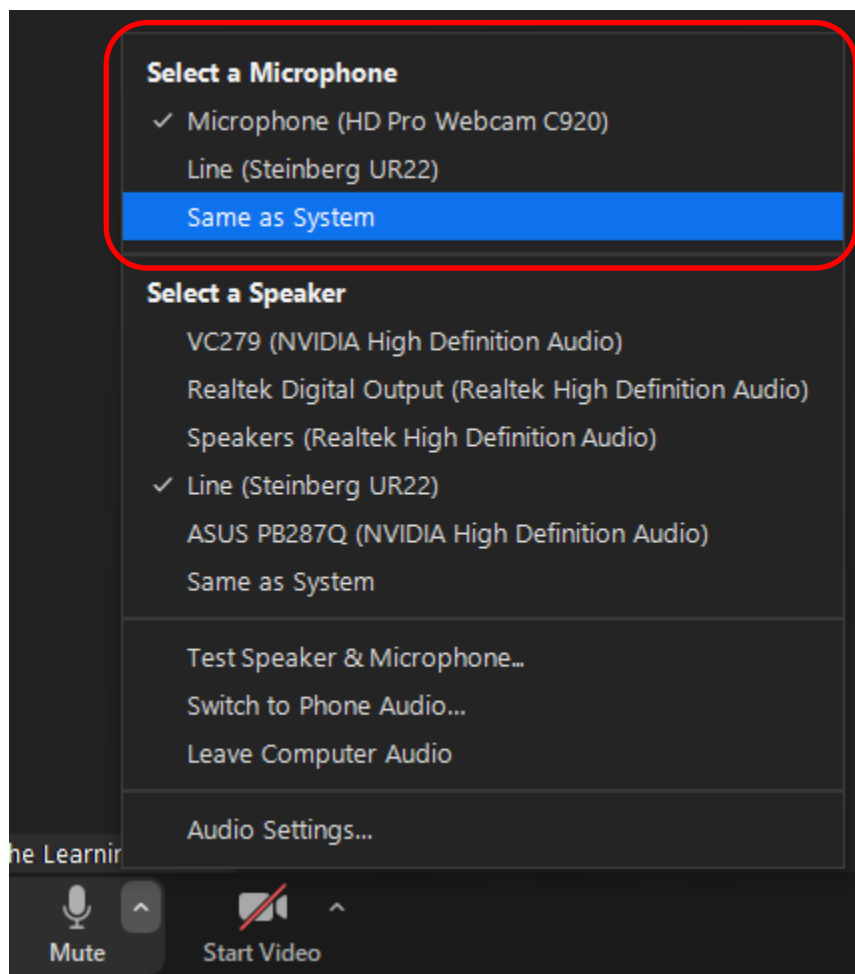 Select a Microphone
Microphone (HD Pro Webcam C920)
Line (Steinberg UR22)
Same as System
Select a Speaker
VC279 (NVIDIA High Definition Audio)
Realtek Digital Output (Realtek High Definition Audio)
Speakers (Realtek High Definition Audio)
Line (Steinberg UR22)
ASUS PB287Q (NVIDIA High Definition Audio)
Same as System
Test Speaker & Microphone...
Switch to Phone Audio...
Leave Computer Audio
Audio Settings...
he Learnin
Mute
Start Video